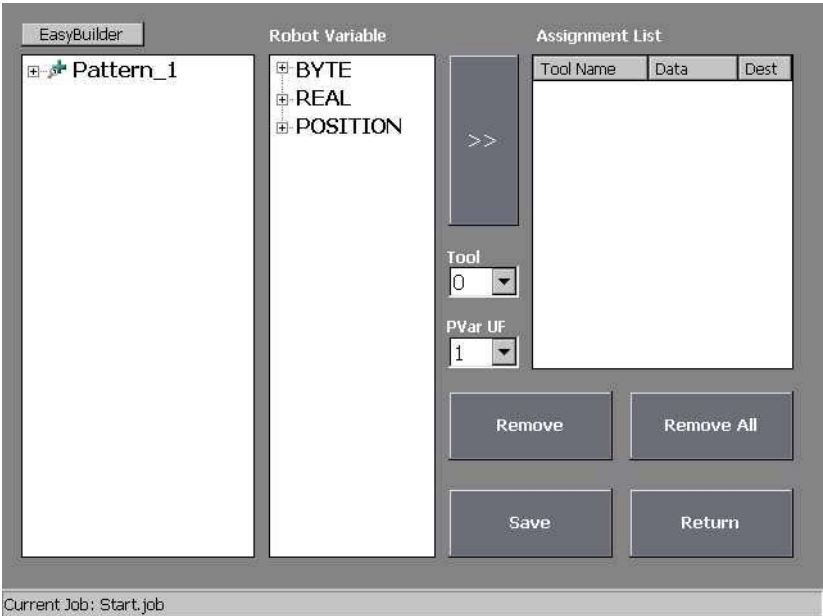 EasyBuilder
Robot Variable
Assignment List
Pattern_1
BYTE
REAL
POSITION
>>
Tool Name Data Dest
Tool
0
PVar UF
1
Remove
Remove All
Save
Return
Current Job: Start.job